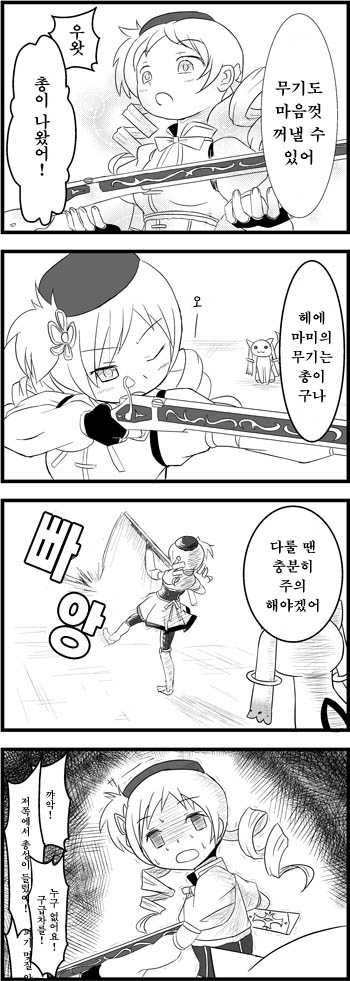 무기도
마음껏
꺼낼 수
있어
우왓
총이 나왔어!
헤에
마미의
무기는
총이
구나
오
다룰 땐
충분히
주의
해야겠어
빠앙
꺄악!
저쪽에서 총성이 들렸어!
누구 없어요!
구급차를!